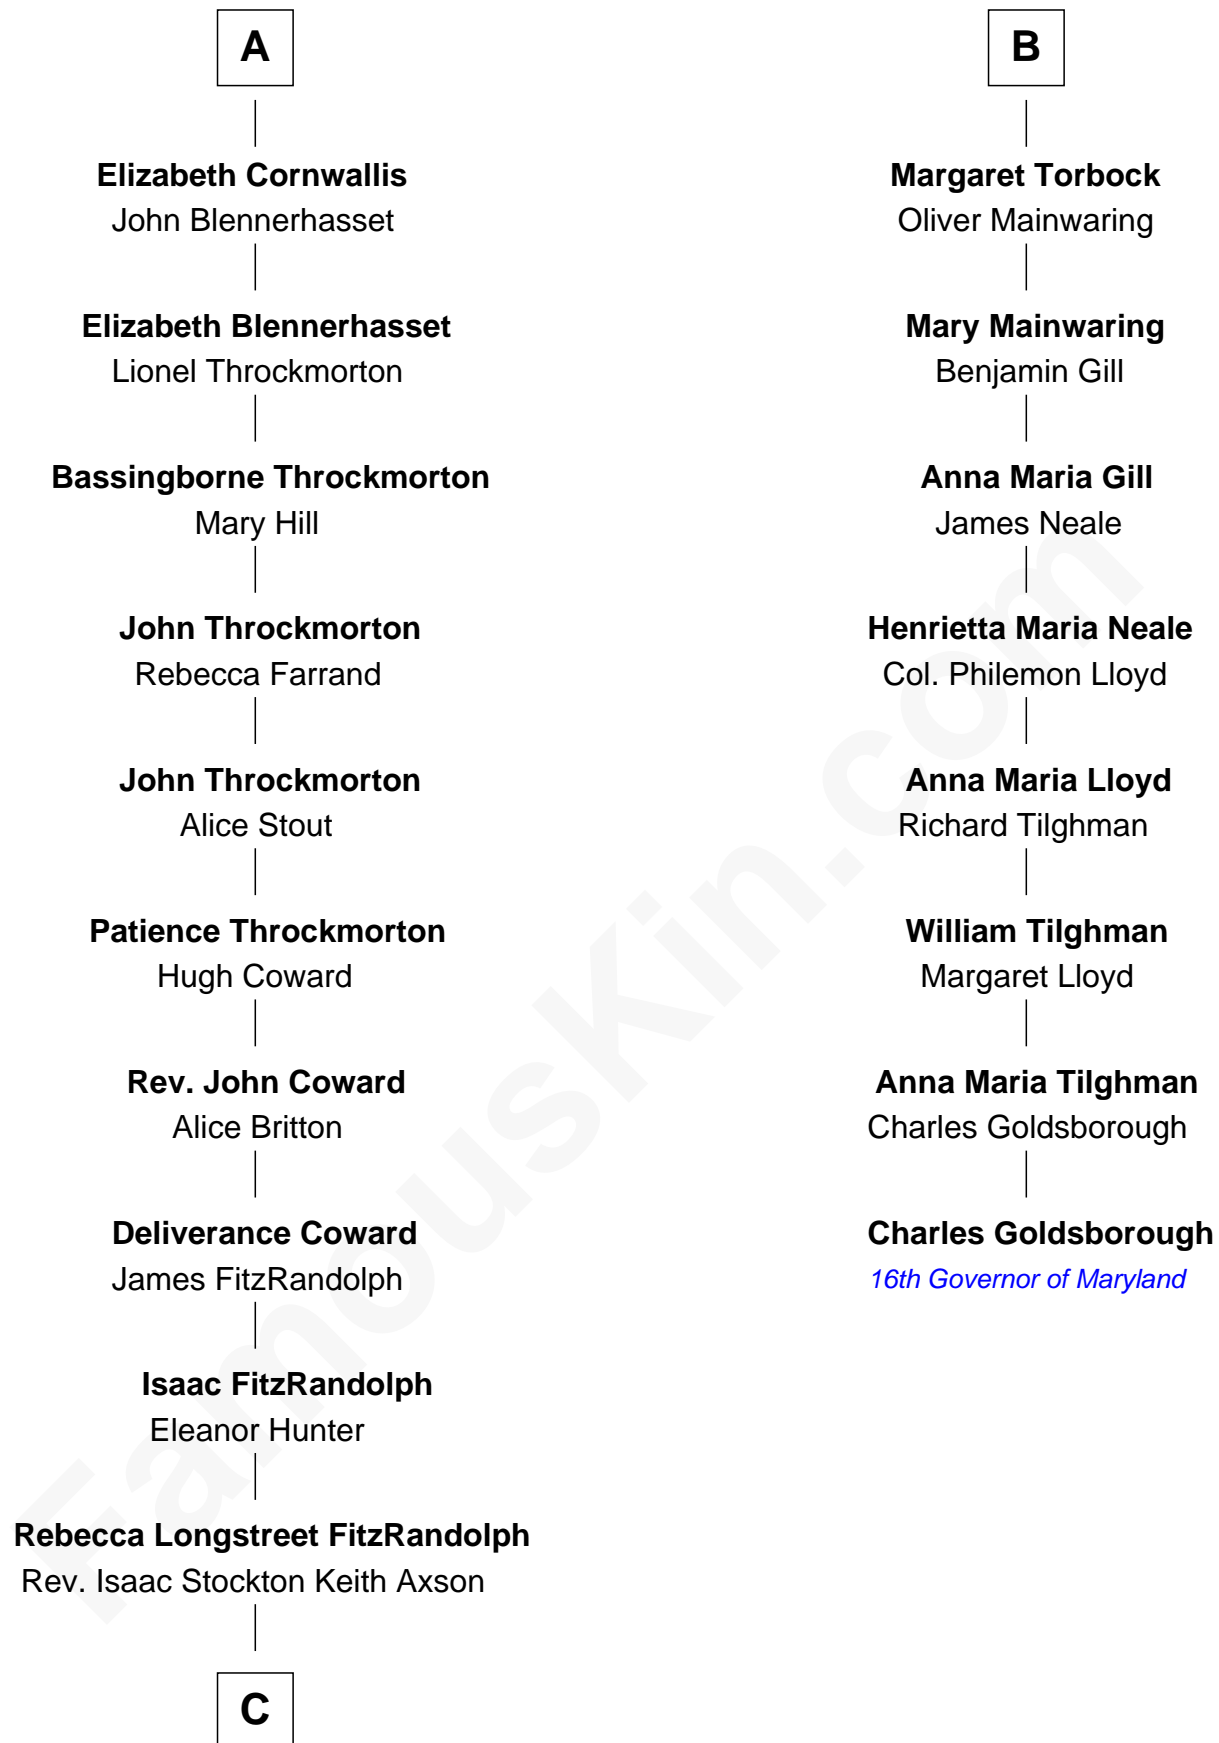 A
Elizabeth Cornwallis
John Blennerhasset
Elizabeth Blennerhasset
Lionel Throckmorton
Bassingborne Throckmorton
Mary Hill
John Throckmorton
Rebecca Farrand
John Throckmorton
Alice Stout
Patience Throckmorton
Hugh Coward
Rev. John Coward
Alice Britton
Deliverance Coward
James FitzRandolph
Isaac FitzRandolph
Eleanor Hunter
Rebecca Longstreet FitzRandolph
Rev. Isaac Stockton Keith Axson
C
B
Margaret Torbock
Oliver Mainwaring
Mary Mainwaring
Benjamin Gill
Anna Maria Gill
James Neale
Henrietta Maria Neale
Col. Philemon Lloyd
Anna Maria Lloyd
Richard Tilghman
William Tilghman
Margaret Lloyd
Anna Maria Tilghman
Charles Goldsborough
Charles Goldsborough
16th Governor of Maryland
FamousKin.com